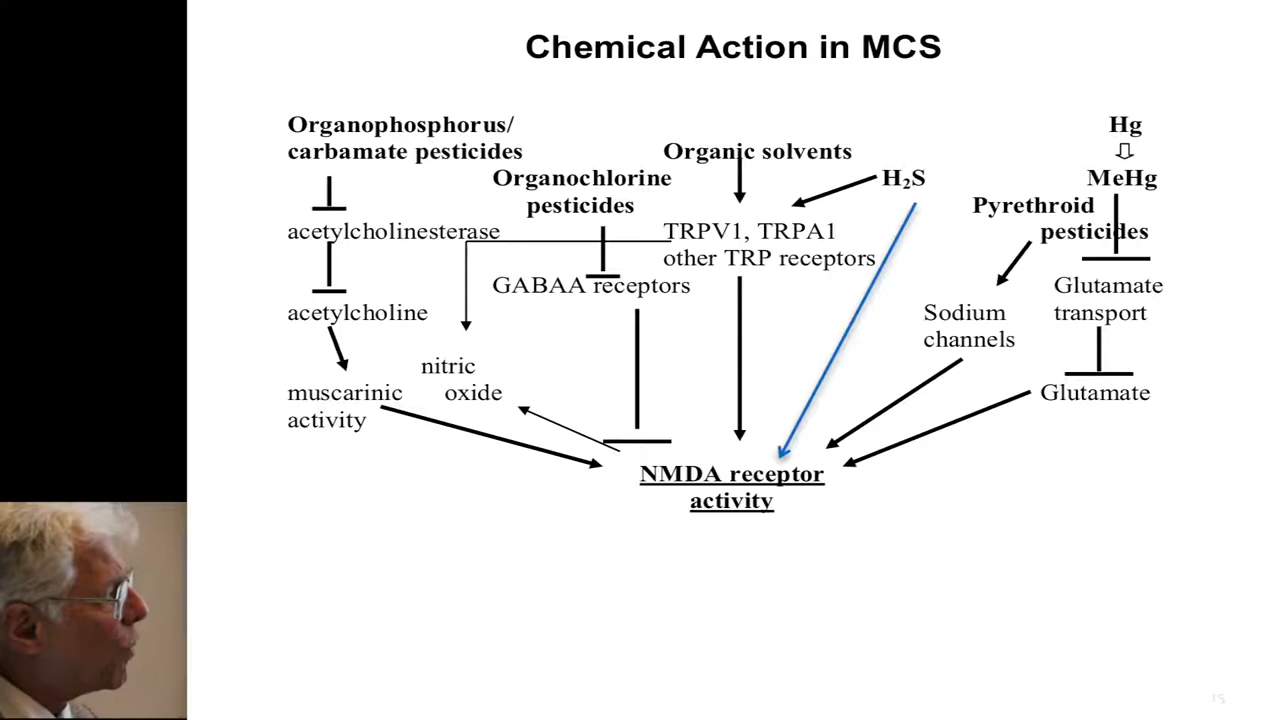 Chemical Action in MCS
Organophosphorus/
carbamate pesticides
acetylcholinesterase
acetylcholine
muscarinic
activity
Organochlorine
pesticides
GABAA receptors
nitric
oxide
Organic solvents
H₂S
TRPV1, TRPA1
other TRP receptors
Pyrethroid
pesticides
Sodium
channels
Hg
MeHg
Glutamate
transport
Glutamate
NMDA receptor
activity
15